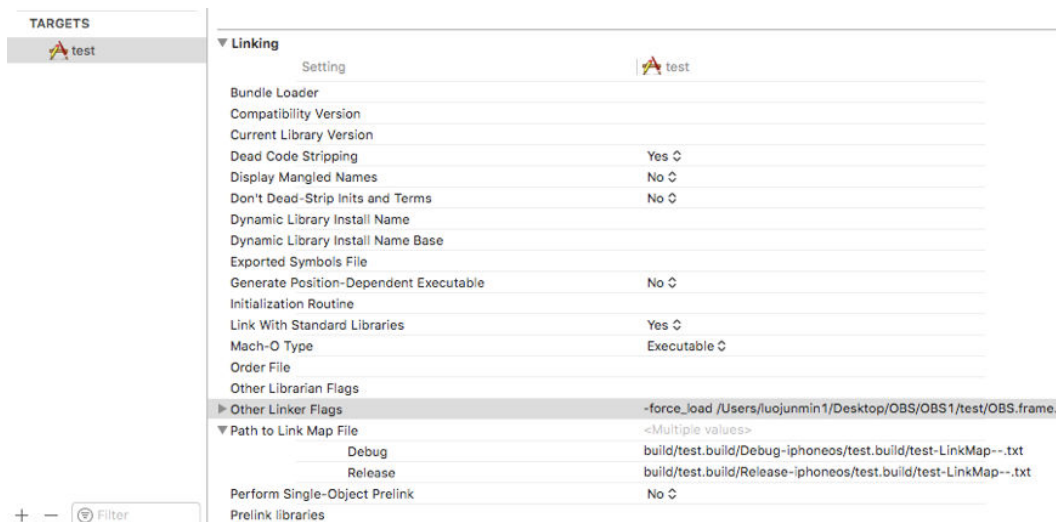 TARGETS
test
Linking
Setting test
Bundle Loader
Compatibility Version
Current Library Version
Dead Code Stripping Yes
Display Mangled Names No
Don't Dead-Strip Inits and Terms No
Dynamic Library Install Name
Dynamic Library Install Name Base
Exported Symbols File
Generate Position-Dependent Executable No
Initialization Routine
Link With Standard Libraries Yes
Mach-O Type Executable
Order File
Other Librarian Flags
Other Linker Flags -force_load /Users/luojunmin1/Desktop/OBS/OBS1/test/OBS.frame.
Path to Link Map File <Multiple values>
Debug build/test.build/Debug-iphoneos/test.build/test-LinkMap--.txt
Release build/test.build/Release-iphoneos/test.build/test-LinkMap--.txt
Perform Single-Object Prelink No
Prelink libraries
+ − Filter